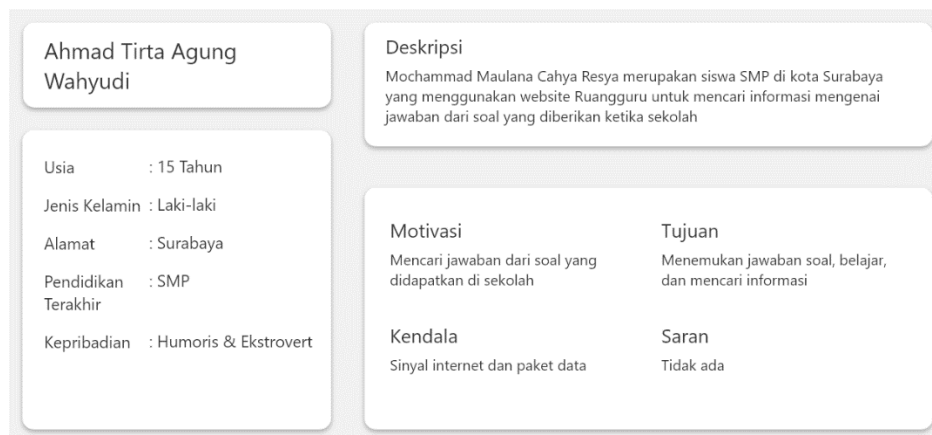 Ahmad Tirta Agung
Wahyudi
Usia : 15 Tahun
Jenis Kelamin : Laki-laki
Alamat : Surabaya
Pendidikan : SMP
Terakhir
Kepribadian : Humoris & Ekstrovert
Deskripsi
Mochammad Maulana Cahya Resya merupakan siswa SMP di kota Surabaya
yang menggunakan website Ruangguru untuk mencari informasi mengenai
jawaban dari soal yang diberikan ketika sekolah
Motivasi
Mencari jawaban dari soal yang
didapatkan di sekolah
Tujuan
Menemukan jawaban soal, belajar,
dan mencari informasi
Kendala
Sinyal internet dan paket data
Saran
Tidak ada